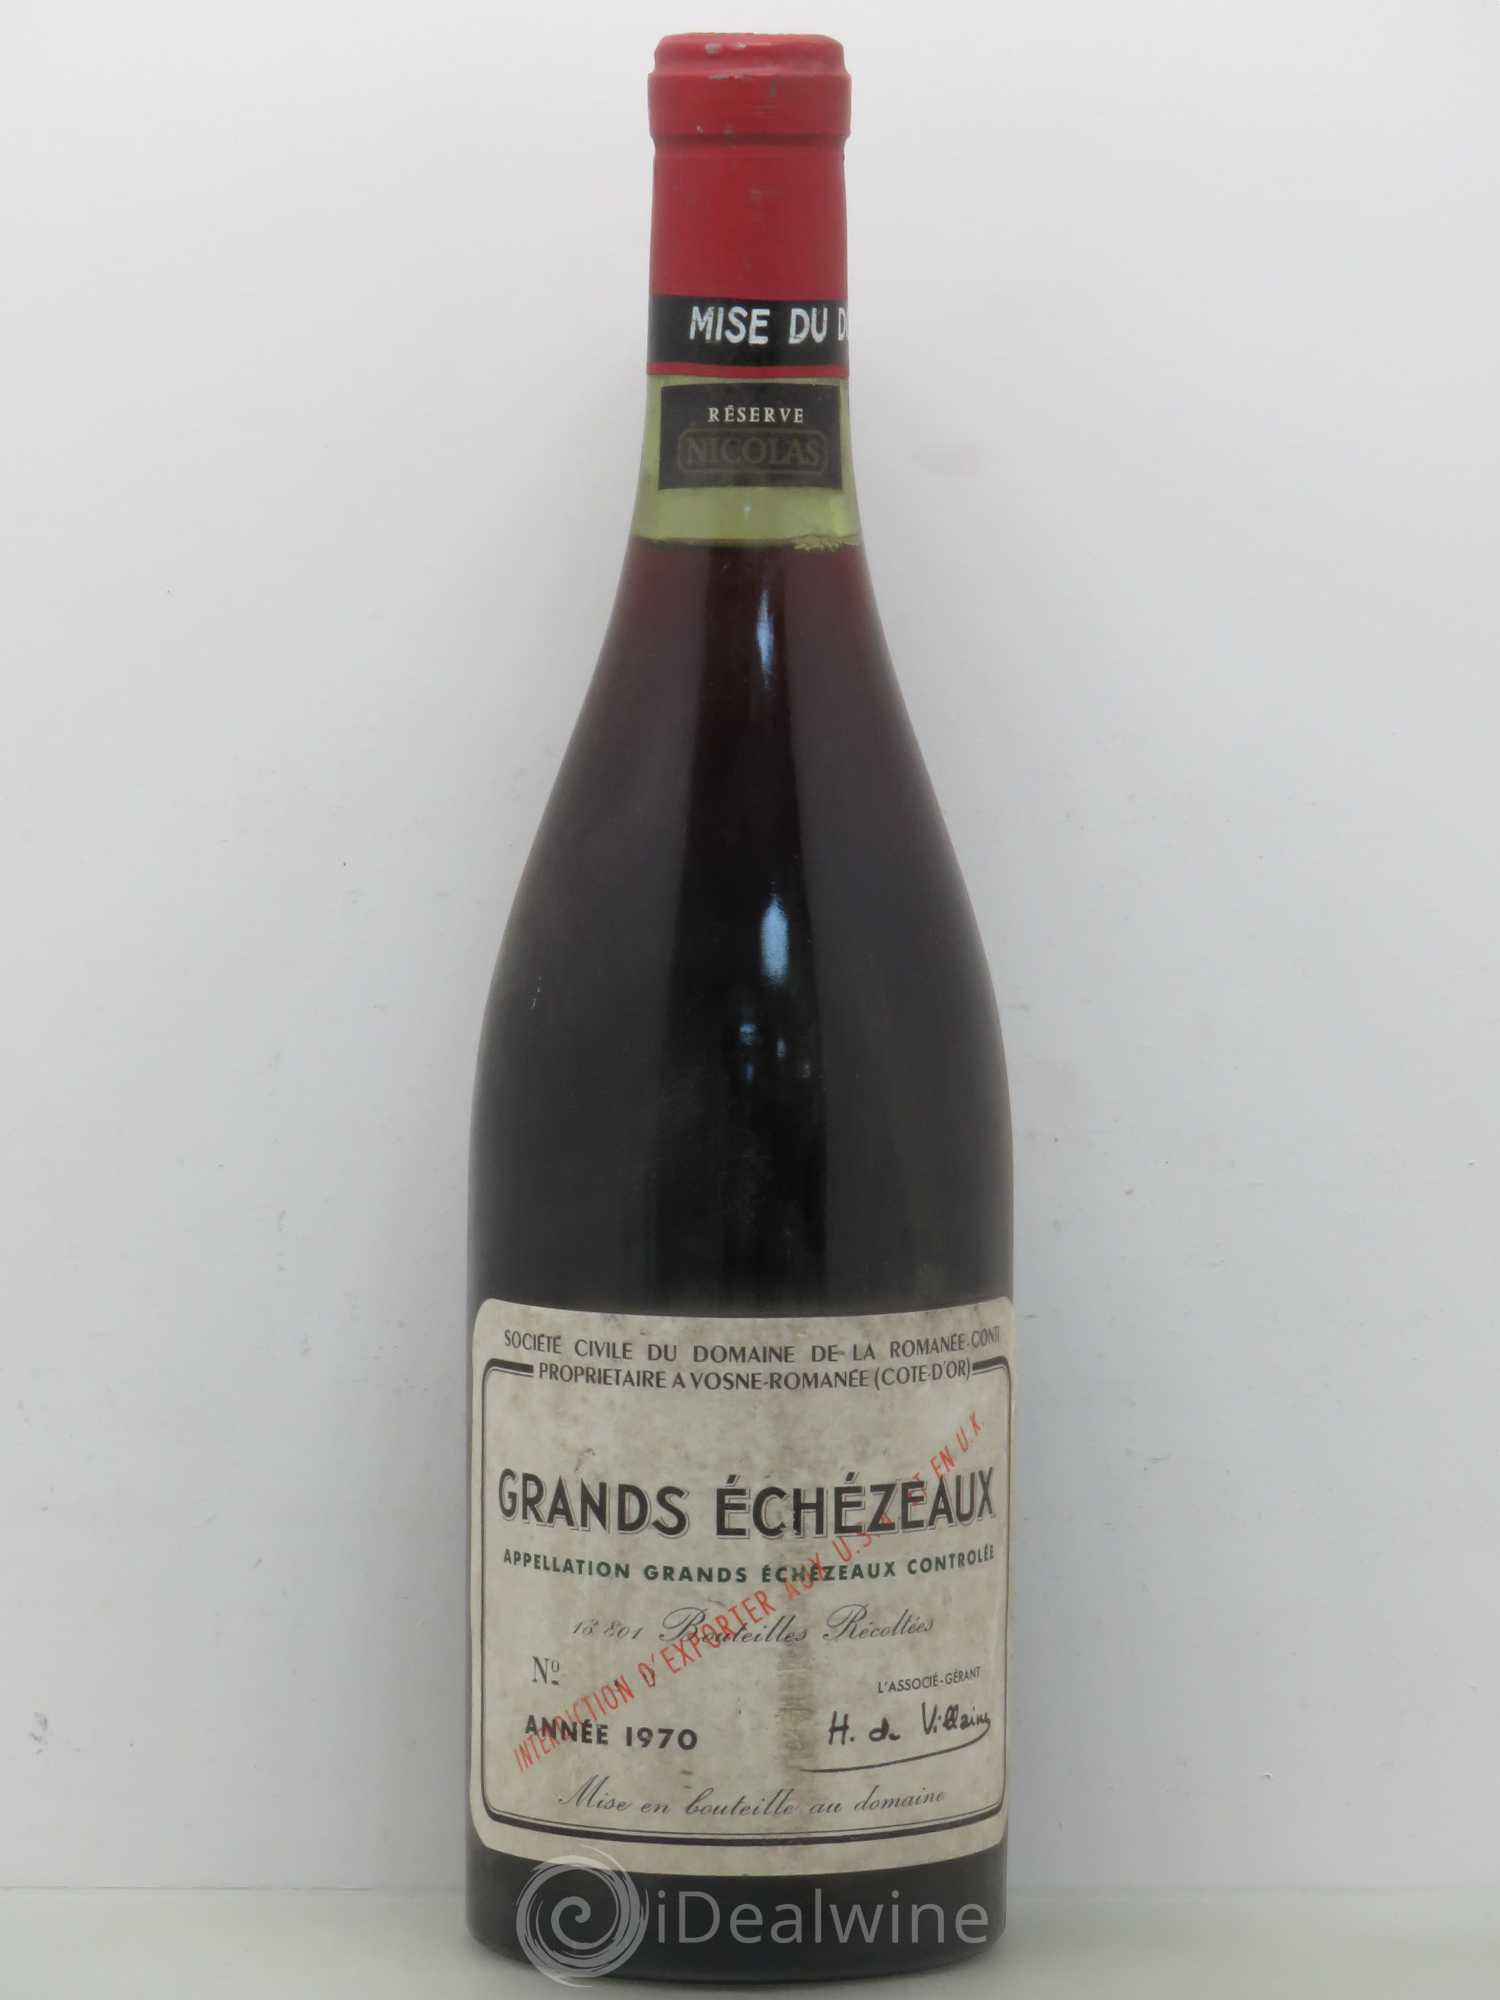 MISE DU D
RÉSERVE
NICOLAS
SOCIÉTÉ CIVILE DU DOMAINE DE LA ROMANÉE-CONTI
PROPRIETAIRE A VOSNE-ROMANÉE (COTE-D'OR)
GRANDS ÉCHÉZEAUX
APPELLATION GRANDS ÉCHÉZEAUX CONTROLÉE
INTERDICTION D'EXPORTER AUX U.S.A. ET EN U.K.
13 801 Bouteilles Récoltées
Nº
L'ASSOCIÉ-GÉRANT
ANNÉE 1970
H. de Villaine
Mise en bouteille au domaine
iDealwine